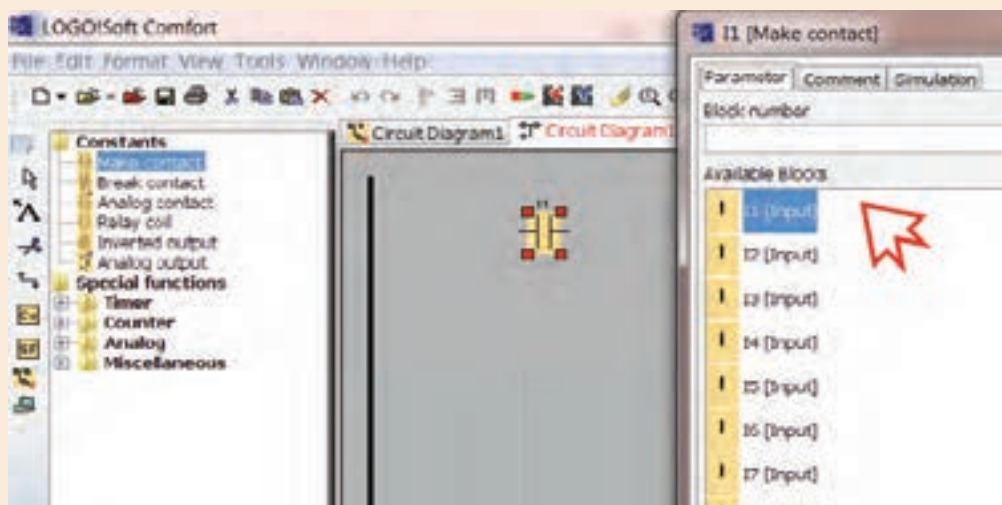 LOGO!Soft Comfort
File Edit Format View Tools Window Help
Circuit Diagram1 Circuit Diagram1
Constants
Make contact
Break contact
Analog contact
Relay coil
Inverted output
Analog output
Special functions
Timer
Counter
Analog
Miscellaneous
I1
I1 [Make contact]
Parameter Comment Simulation
Block number
Available Blocks
I I1 [Input]
I I2 [Input]
I I3 [Input]
I I4 [Input]
I I5 [Input]
I I6 [Input]
I I7 [Input]